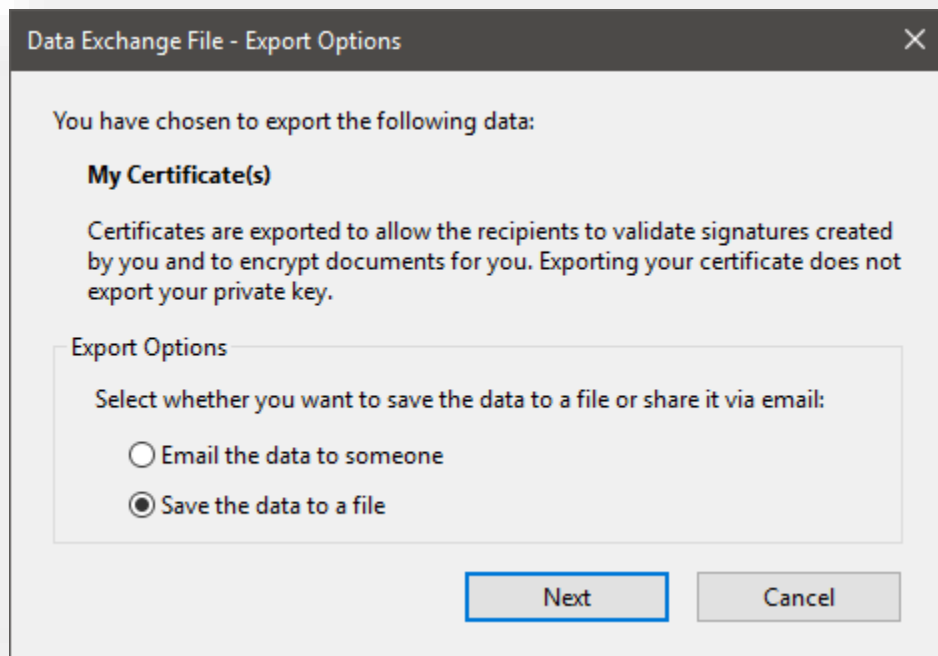 Data Exchange File - Export Options
You have chosen to export the following data:
My Certificate(s)
Certificates are exported to allow the recipients to validate signatures created
by you and to encrypt documents for you. Exporting your certificate does not
export your private key.
Export Options
Select whether you want to save the data to a file or share it via email:
Email the data to someone
Save the data to a file
Next Cancel